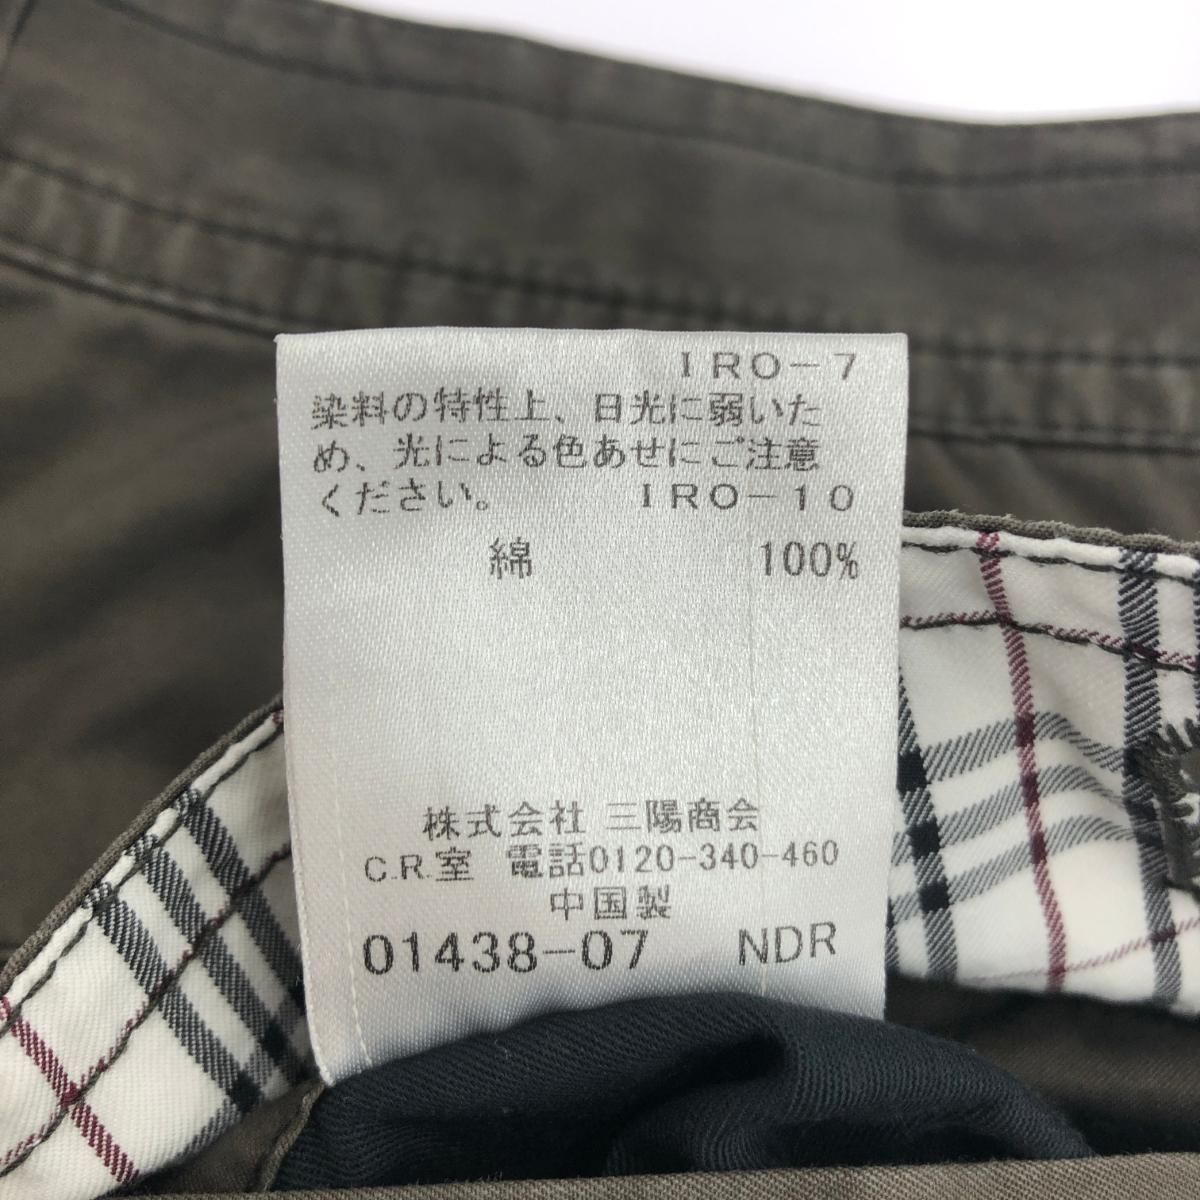 IRO-7
染料の特性上、日光に弱いた
め、光による色あせにご注意
ください。 IRO-10
綿 100%
株式会社 三陽商会
C.R.室 電話0120-340-460
中国製
01438-07 NDR